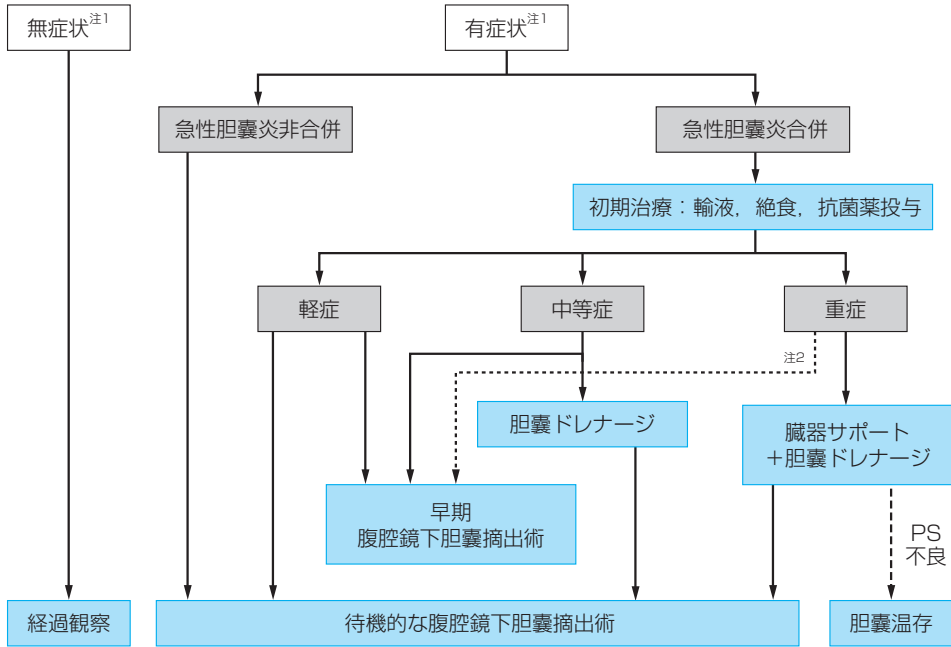 無症状注1
有症状注1
急性胆嚢炎非合併
急性胆嚢炎合併
初期治療：輸液，絶食，抗菌薬投与
軽症
中等症
重症
注2
胆嚢ドレナージ
臓器サポート
＋胆嚢ドレナージ
早期
腹腔鏡下胆嚢摘出術
PS
不良
経過観察
待機的な腹腔鏡下胆嚢摘出術
胆嚢温存